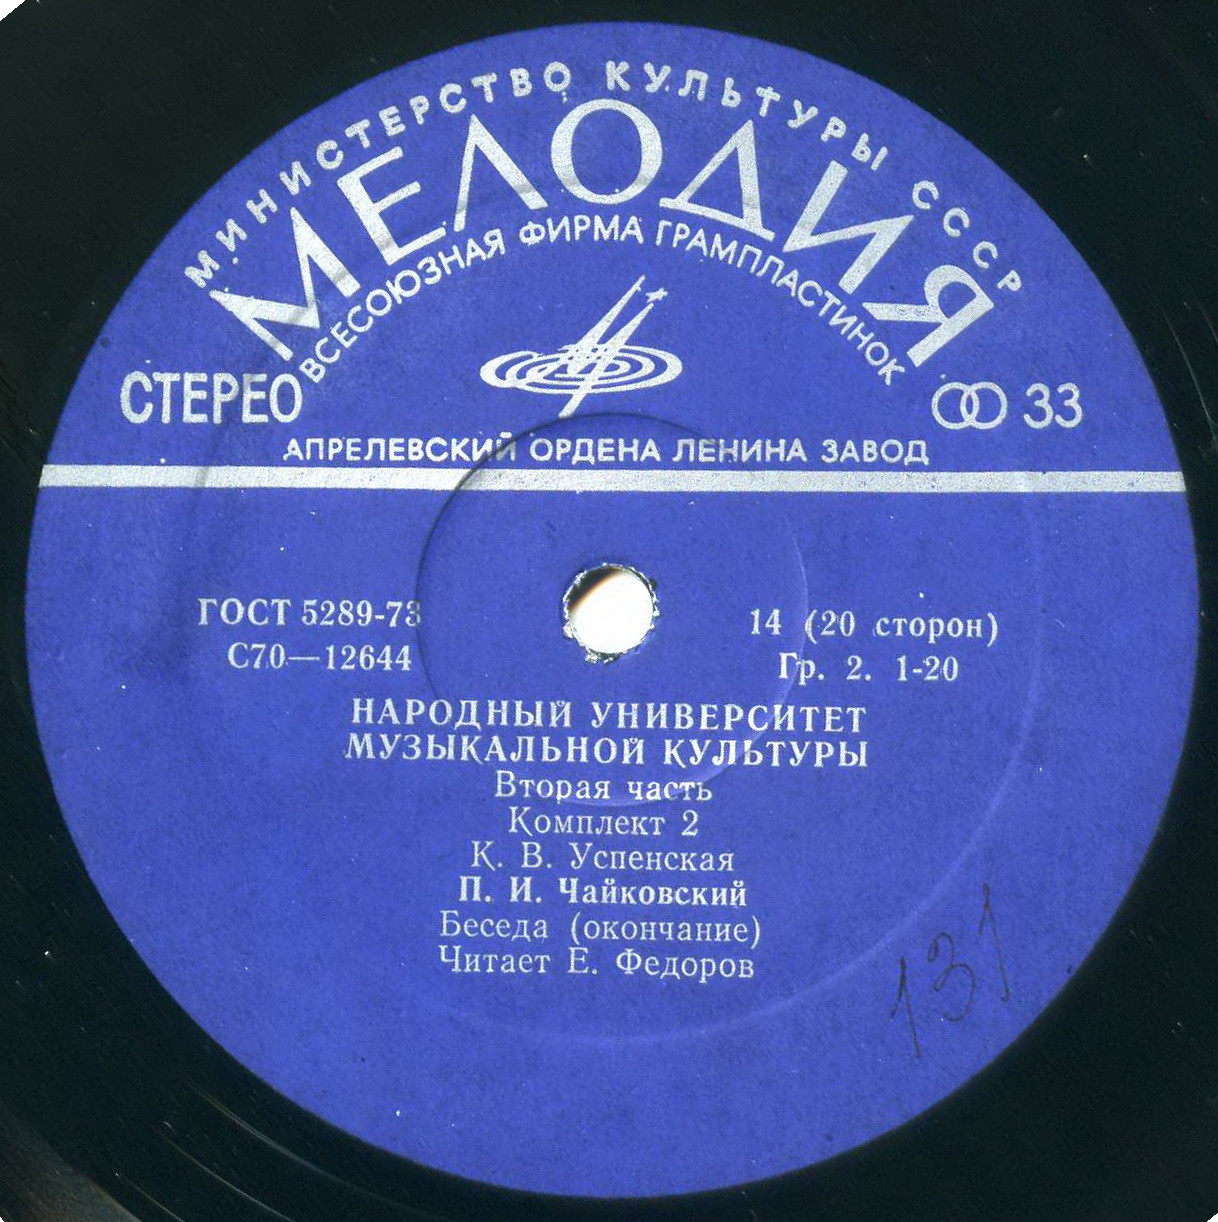 МИНИСТЕРСТВО КУЛЬТУРЫ СССР
МЕЛОДИЯ
ВСЕСОЮЗНАЯ ФИРМА ГРАМПЛАСТИНОК
СТЕРЕО
33
АПРЕЛЕВСКИЙ ОРДЕНА ЛЕНИНА ЗАВОД
ГОСТ 5289-73
С70—12644
14 (20 сторон)
Гр. 2. 1-20
НАРОДНЫЙ УНИВЕРСИТЕТ
МУЗЫКАЛЬНОЙ КУЛЬТУРЫ
Вторая часть
Комплект 2
К. В. Успенская
П. И. Чайковский
Беседа (окончание)
Читает Е. Федоров
131